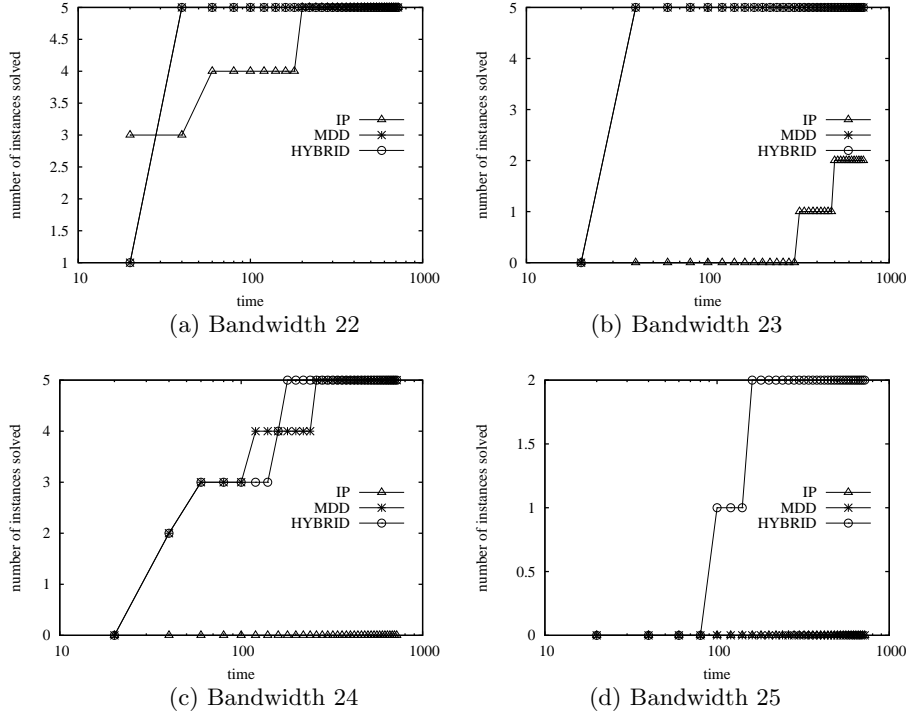 5
4.5
4
3.5
3
2.5
2
1.5
1
10
100
1000
number of instances solved
time
IP
MDD
HYBRID
(a) Bandwidth 22
5
4
3
2
1
0
10
100
1000
number of instances solved
time
IP
MDD
HYBRID
(b) Bandwidth 23
5
4
3
2
1
0
10
100
1000
number of instances solved
time
IP
MDD
HYBRID
(c) Bandwidth 24
2
1.5
1
0.5
0
10
100
1000
number of instances solved
time
IP
MDD
HYBRID
(d) Bandwidth 25